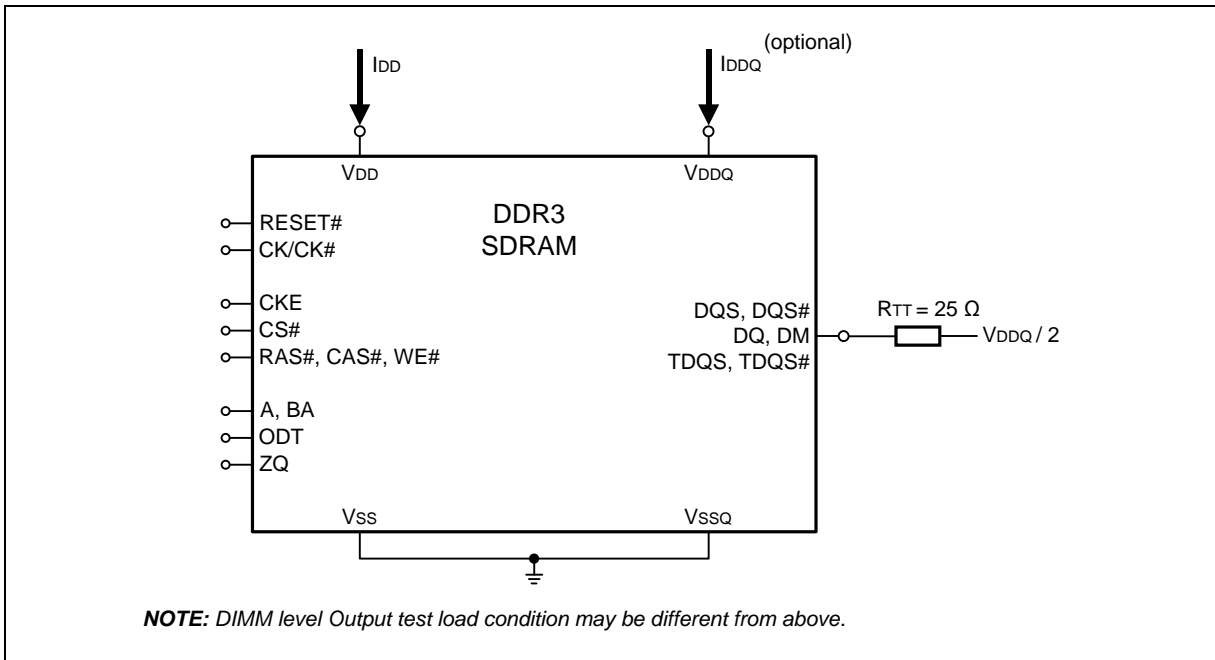 (optional)
IDD
IDDQ
VDD
VDDQ
DDR3
SDRAM
RESET#
CK/CK#
CKE
CS#
RAS#, CAS#, WE#
A, BA
ODT
ZQ
DQS, DQS#
DQ, DM
TDQS, TDQS#
RTT = 25 Ω
VDDQ / 2
VSS
VSSQ
NOTE: DIMM level Output test load condition may be different from above.